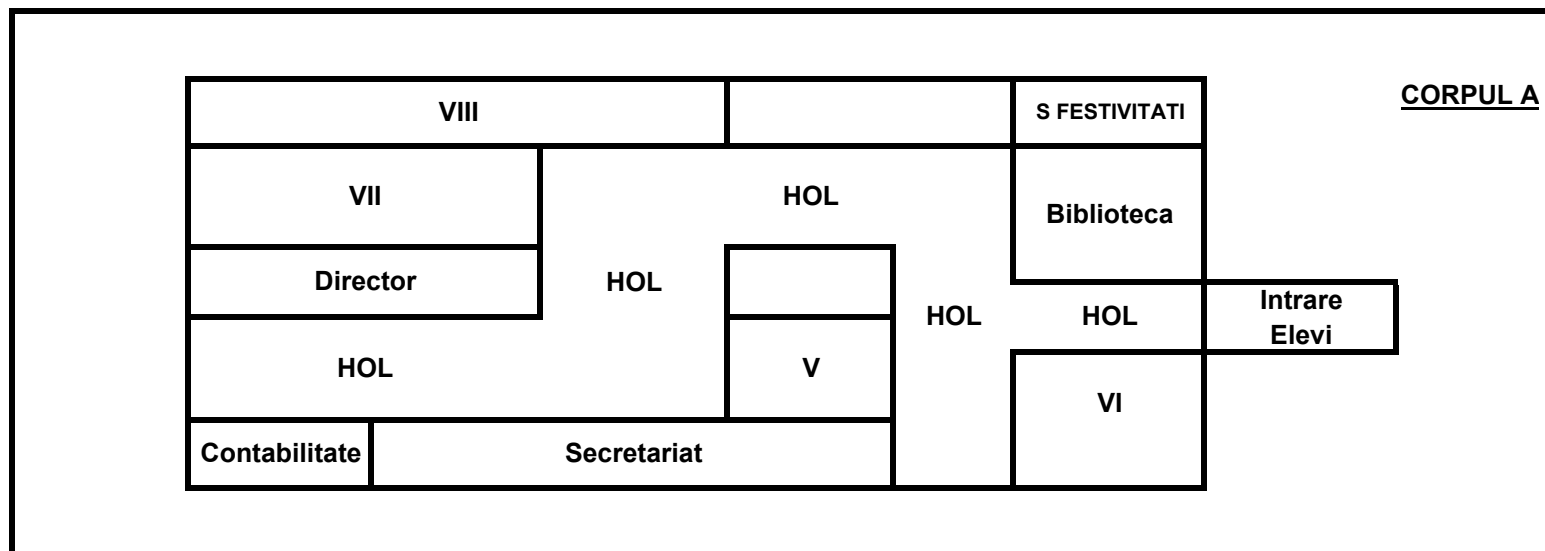 CORPUL A
VIII
S FESTIVITATI
VII
HOL
Biblioteca
Director
HOL
HOL
HOL
Intrare
Elevi
HOL
V
VI
Contabilitate
Secretariat